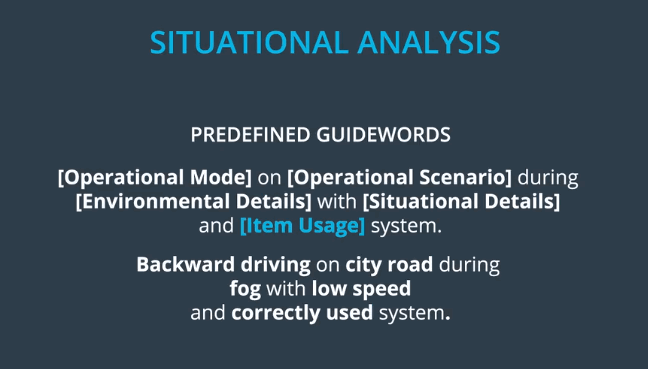 SITUATIONAL ANALYSIS
PREDEFINED GUIDEWORDS
[Operational Mode] on [Operational Scenario] during
[Environmental Details] with [Situational Details]
and [Item Usage] system.
Backward driving on city road during
fog with low speed
and correctly used system.